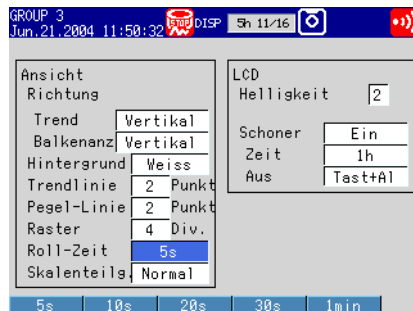 GROUP 3
Jun.21.2004 11:50:32 STOP DISP 5h 11/16
Ansicht
Richtung
Trend Vertikal
Balkenanz Vertikal
Hintergrund Weiss
Trendlinie 2 Punkt
Pegel-Linie 2 Punkt
Raster 4 Div.
Roll-Zeit 5s
Skalenteilg. Normal
LCD
Helligkeit 2
Schoner Ein
Zeit 1h
Aus Tast+Al
5s 10s 20s 30s 1min